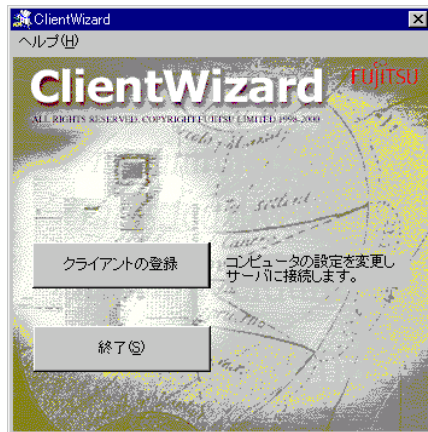 ClientWizard
ヘルプ(H)
ClientWizard
FUJITSU
ALL RIGHTS RESERVED. COPYRIGHT FUJITSU LIMITED 1998-2000
クライアントの登録
コンピュータの設定を変更し
サーバに接続します。
終了(S)